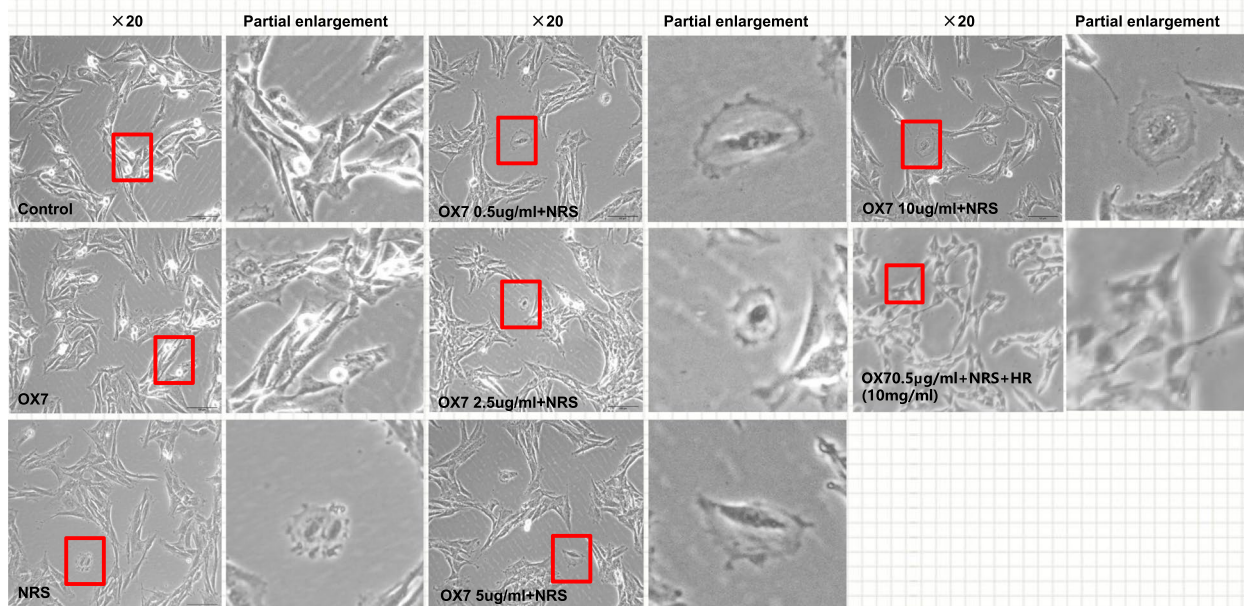 ×20 Partial enlargement ×20 Partial enlargement ×20 Partial enlargement
Control
OX7 0.5ug/ml+NRS
OX7 10ug/ml+NRS
OX7
OX7 2.5ug/ml+NRS
OX70.5μg/ml+NRS+HR
(10mg/ml)
NRS
OX7 5ug/ml+NRS